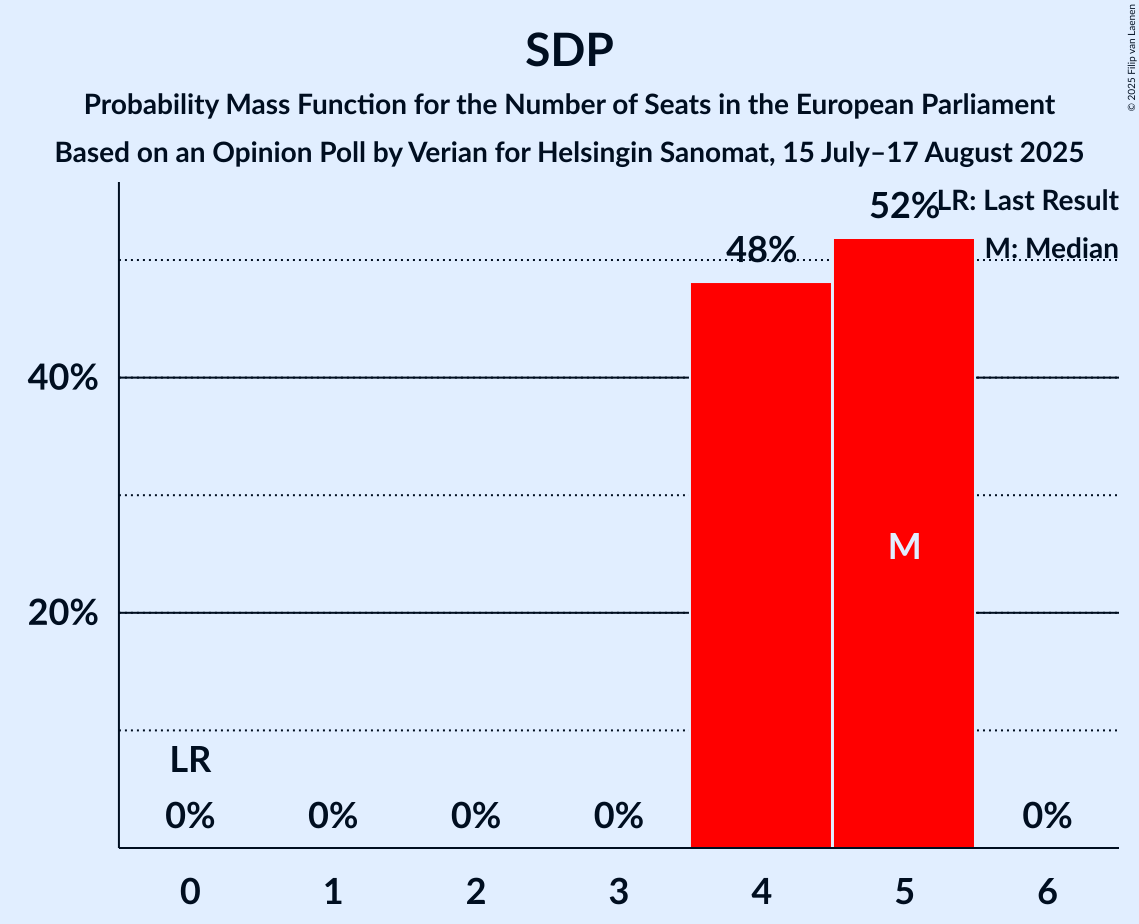 SDP
Probability Mass Function for the Number of Seats in the European Parliament
Based on an Opinion Poll by Verian for Helsingin Sanomat, 15 July–17 August 2025
© 2025 Filip van Laenen
LR: Last Result
M: Median
52%
48%
40%
20%
M
LR
0% 0% 0% 0% 0%
0 1 2 3 4 5 6